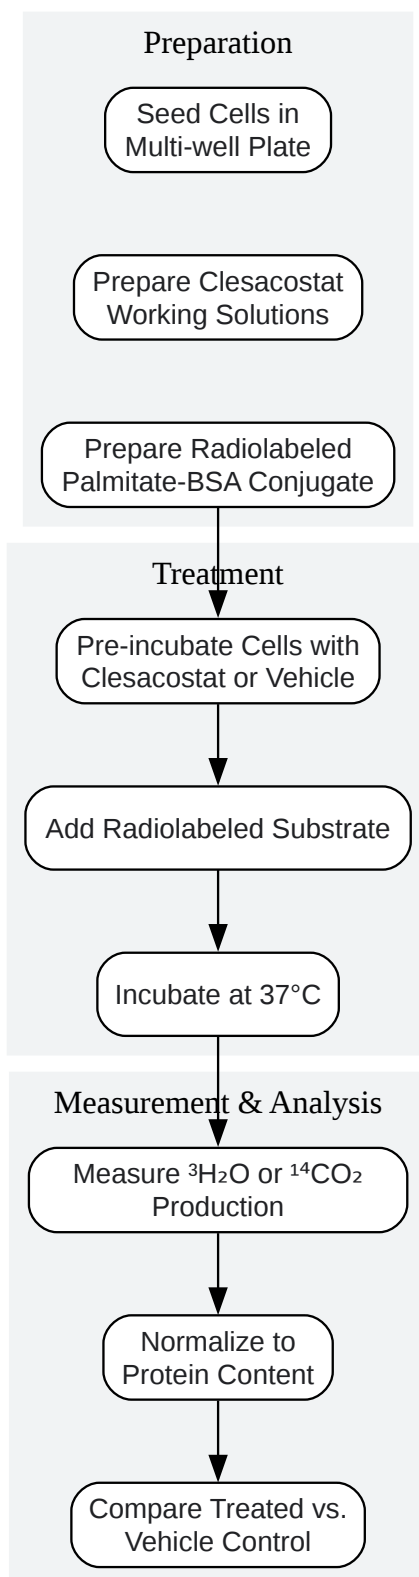 Preparation
Seed Cells in
Multi-well Plate
Prepare Clesacostat
Working Solutions
Prepare Radiolabeled
Palmitate-BSA Conjugate
Treatment
Pre-incubate Cells with
Clesacostat or Vehicle
Add Radiolabeled Substrate
Incubate at 37°C
Measurement & Analysis
Measure ³H₂O or ¹⁴CO₂
Production
Normalize to
Protein Content
Compare Treated vs.
Vehicle Control